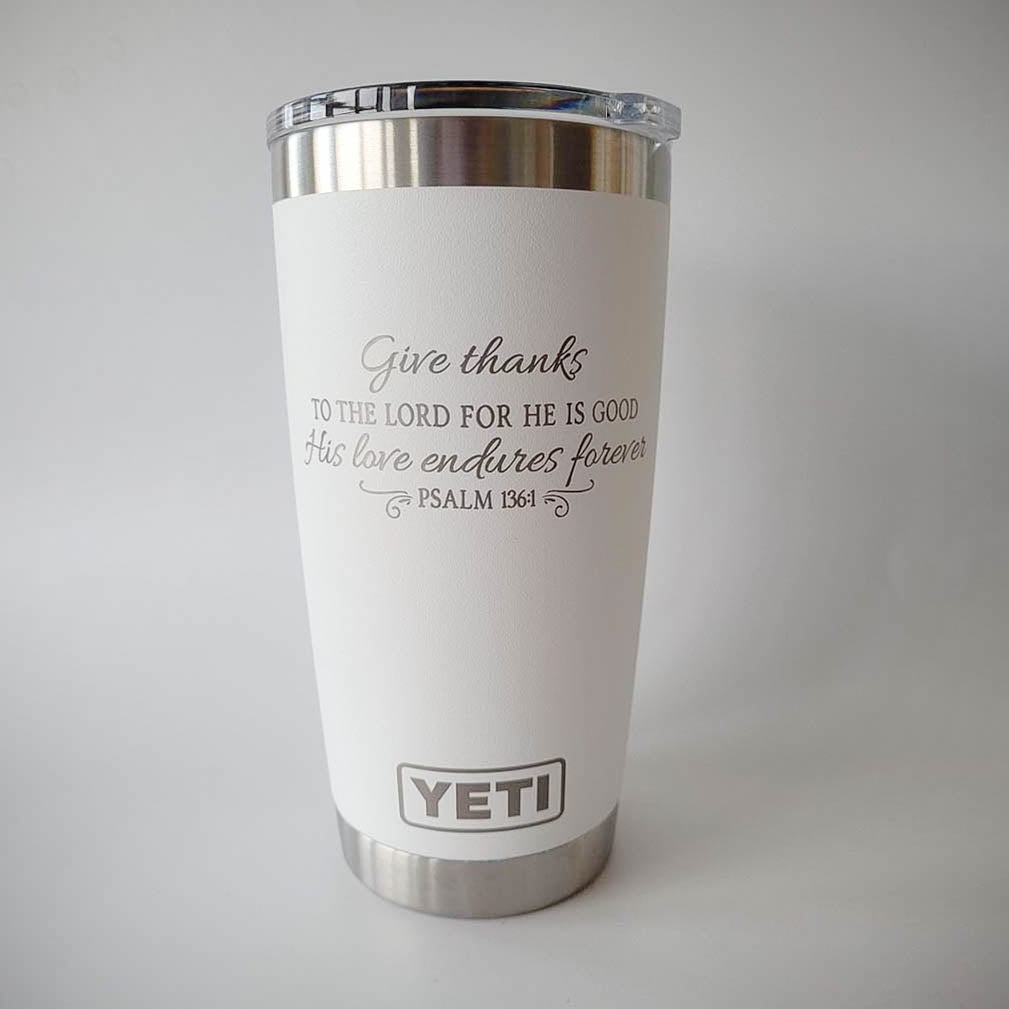 Give thanks
TO THE LORD FOR HE IS GOOD
His love endures forever
PSALM 136:1
YETI